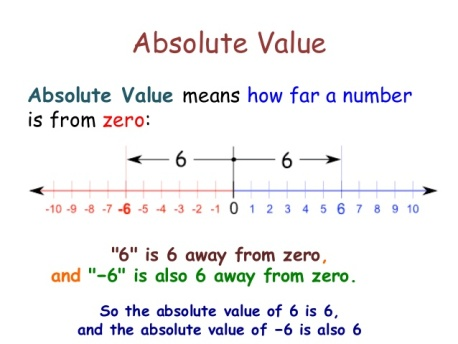 Absolute Value
Absolute Value means how far a number
is from zero:
6 6
-10 -9 -8 -7 -6 -5 -4 -3 -2 -1 0 1 2 3 4 5 6 7 8 9 10
"6" is 6 away from zero,
and "−6" is also 6 away from zero.
So the absolute value of 6 is 6,
and the absolute value of −6 is also 6